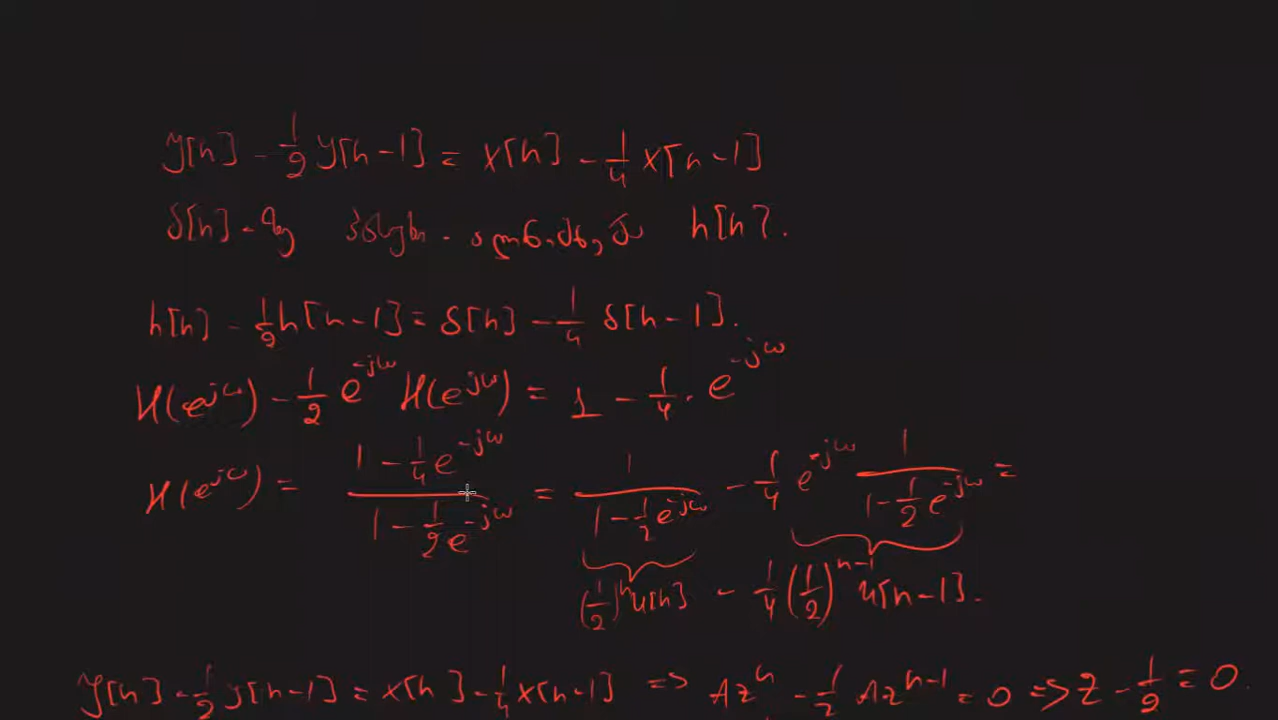 y[n] - 1/2 y[n-1] = x[n] - 1/4 x[n-1]
δ[n] - h[n].
h[n] - 1/2 h[n-1] = δ[n] - 1/4 δ[n-1].
H(e^jω) - 1/2 e^-jω H(e^jω) = 1 - 1/4 · e^-jω
H(e^jω) = (1 - 1/4 e^-jω)/(1 - 1/2 e^-jω) = 1/(1 - 1/2 e^-jω) - 1/4 e^-jω 1/(1 - 1/2 e^-jω) =
(1/2)^n u[n] - 1/4 (1/2)^n-1 u[n-1].
y[n] - 1/2 y[n-1] = x[n] - 1/4 x[n-1] => Az^n - 1/2 Az^n-1 = 0 => z - 1/2 = 0.